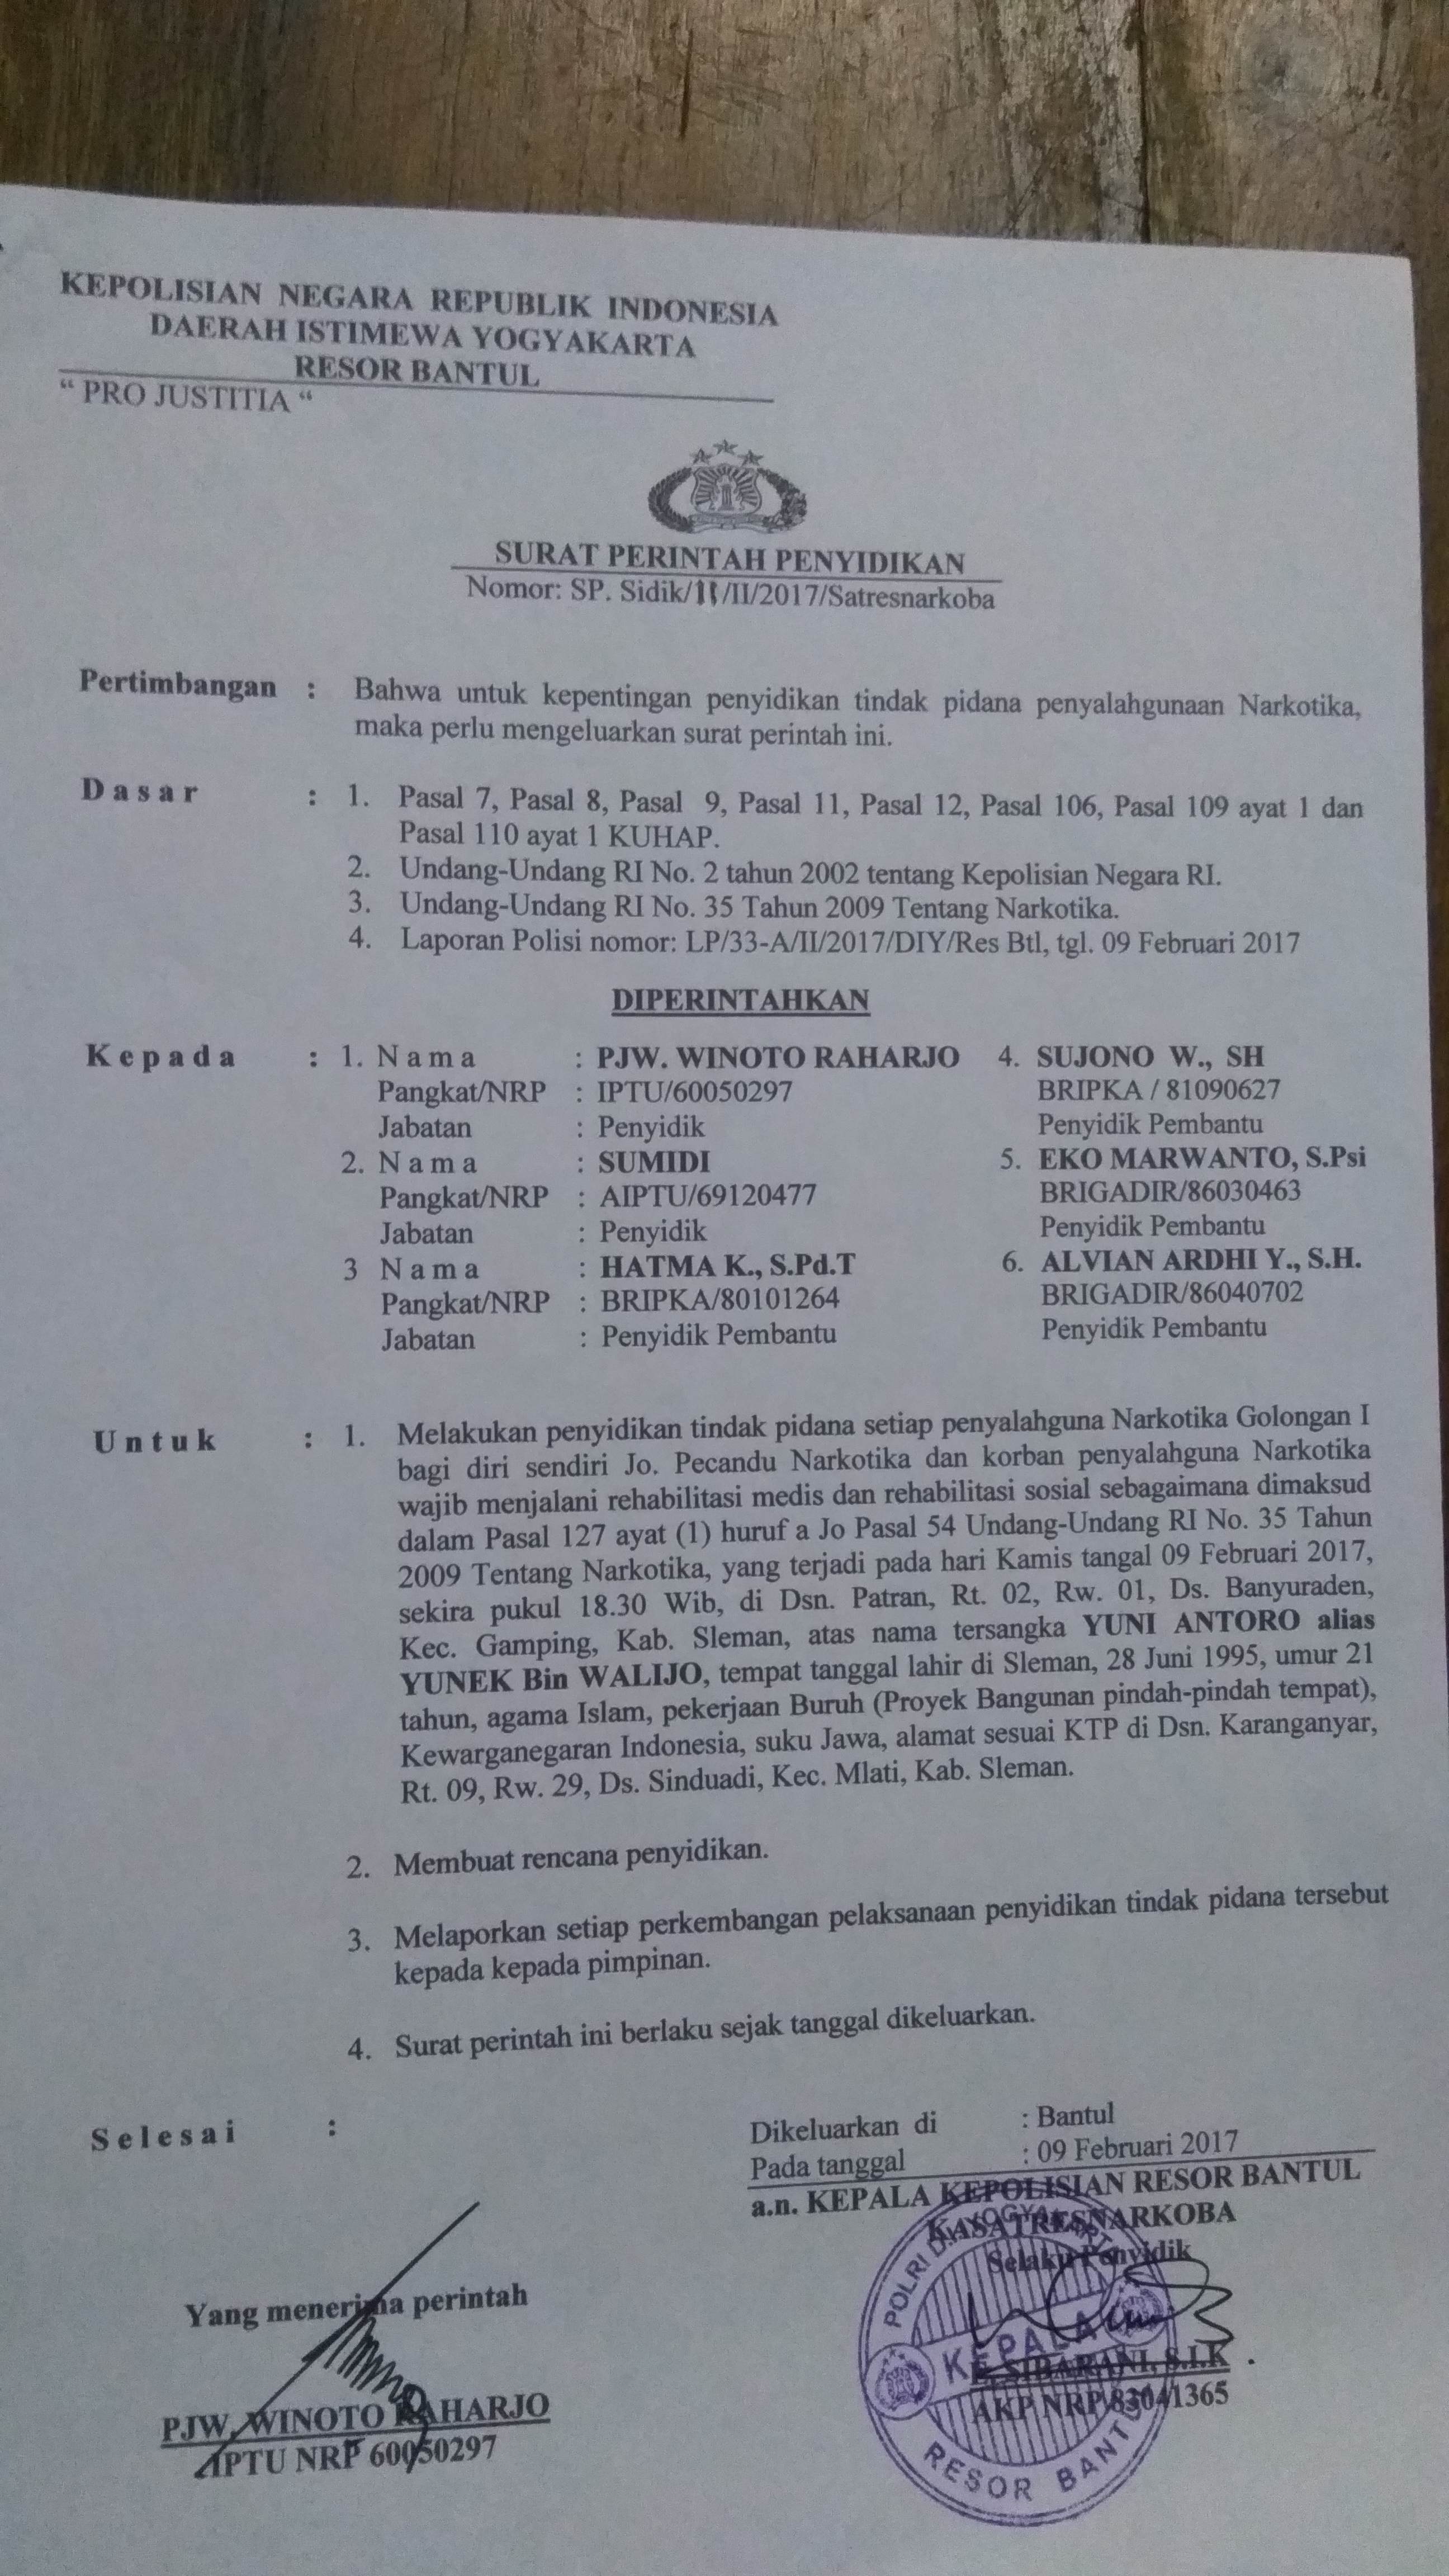 KEPOLISIAN NEGARA REPUBLIK INDONESIA
DAERAH ISTIMEWA YOGYAKARTA
RESOR BANTUL
“ PRO JUSTITIA “
SURAT PERINTAH PENYIDIKAN
Nomor: SP. Sidik/11/II/2017/Satresnarkoba
Pertimbangan : Bahwa untuk kepentingan penyidikan tindak pidana penyalahgunaan Narkotika,
maka perlu mengeluarkan surat perintah ini.
D a s a r : 1. Pasal 7, Pasal 8, Pasal 9, Pasal 11, Pasal 12, Pasal 106, Pasal 109 ayat 1 dan
Pasal 110 ayat 1 KUHAP.
2. Undang-Undang RI No. 2 tahun 2002 tentang Kepolisian Negara RI.
3. Undang-Undang RI No. 35 Tahun 2009 Tentang Narkotika.
4. Laporan Polisi nomor: LP/33-A/II/2017/DIY/Res Btl, tgl. 09 Februari 2017
DIPERINTAHKAN
K e p a d a : 1. N a m a : PJW. WINOTO RAHARJO 4. SUJONO W., SH
Pangkat/NRP : IPTU/60050297 BRIPKA / 81090627
Jabatan : Penyidik Penyidik Pembantu
2. N a m a : SUMIDI 5. EKO MARWANTO, S.Psi
Pangkat/NRP : AIPTU/69120477 BRIGADIR/86030463
Jabatan : Penyidik Penyidik Pembantu
3 N a m a : HATMA K., S.Pd.T 6. ALVIAN ARDHI Y., S.H.
Pangkat/NRP : BRIPKA/80101264 BRIGADIR/86040702
Jabatan : Penyidik Pembantu Penyidik Pembantu
U n t u k : 1. Melakukan penyidikan tindak pidana setiap penyalahguna Narkotika Golongan I
bagi diri sendiri Jo. Pecandu Narkotika dan korban penyalahguna Narkotika
wajib menjalani rehabilitasi medis dan rehabilitasi sosial sebagaimana dimaksud
dalam Pasal 127 ayat (1) huruf a Jo Pasal 54 Undang-Undang RI No. 35 Tahun
2009 Tentang Narkotika, yang terjadi pada hari Kamis tangal 09 Februari 2017,
sekira pukul 18.30 Wib, di Dsn. Patran, Rt. 02, Rw. 01, Ds. Banyuraden,
Kec. Gamping, Kab. Sleman, atas nama tersangka YUNI ANTORO alias
YUNEK Bin WALIJO, tempat tanggal lahir di Sleman, 28 Juni 1995, umur 21
tahun, agama Islam, pekerjaan Buruh (Proyek Bangunan pindah-pindah tempat),
Kewarganegaran Indonesia, suku Jawa, alamat sesuai KTP di Dsn. Karanganyar,
Rt. 09, Rw. 29, Ds. Sinduadi, Kec. Mlati, Kab. Sleman.
2. Membuat rencana penyidikan.
3. Melaporkan setiap perkembangan pelaksanaan penyidikan tindak pidana tersebut
kepada kepada pimpinan.
4. Surat perintah ini berlaku sejak tanggal dikeluarkan.
S e l e s a i :
Dikeluarkan di : Bantul
Pada tanggal : 09 Februari 2017
a.n. KEPALA KEPOLISIAN RESOR BANTUL
KASATRESNARKOBA
Selaku Penyidik
Yang menerima perintah
PJW. WINOTO RAHARJO
IPTU NRP 60050297
POLRI D.I. YOGYAKARTA
KEPALA
E. SIBARANI, S.I.K
AKP NRP 83041365
RESOR BANTUL